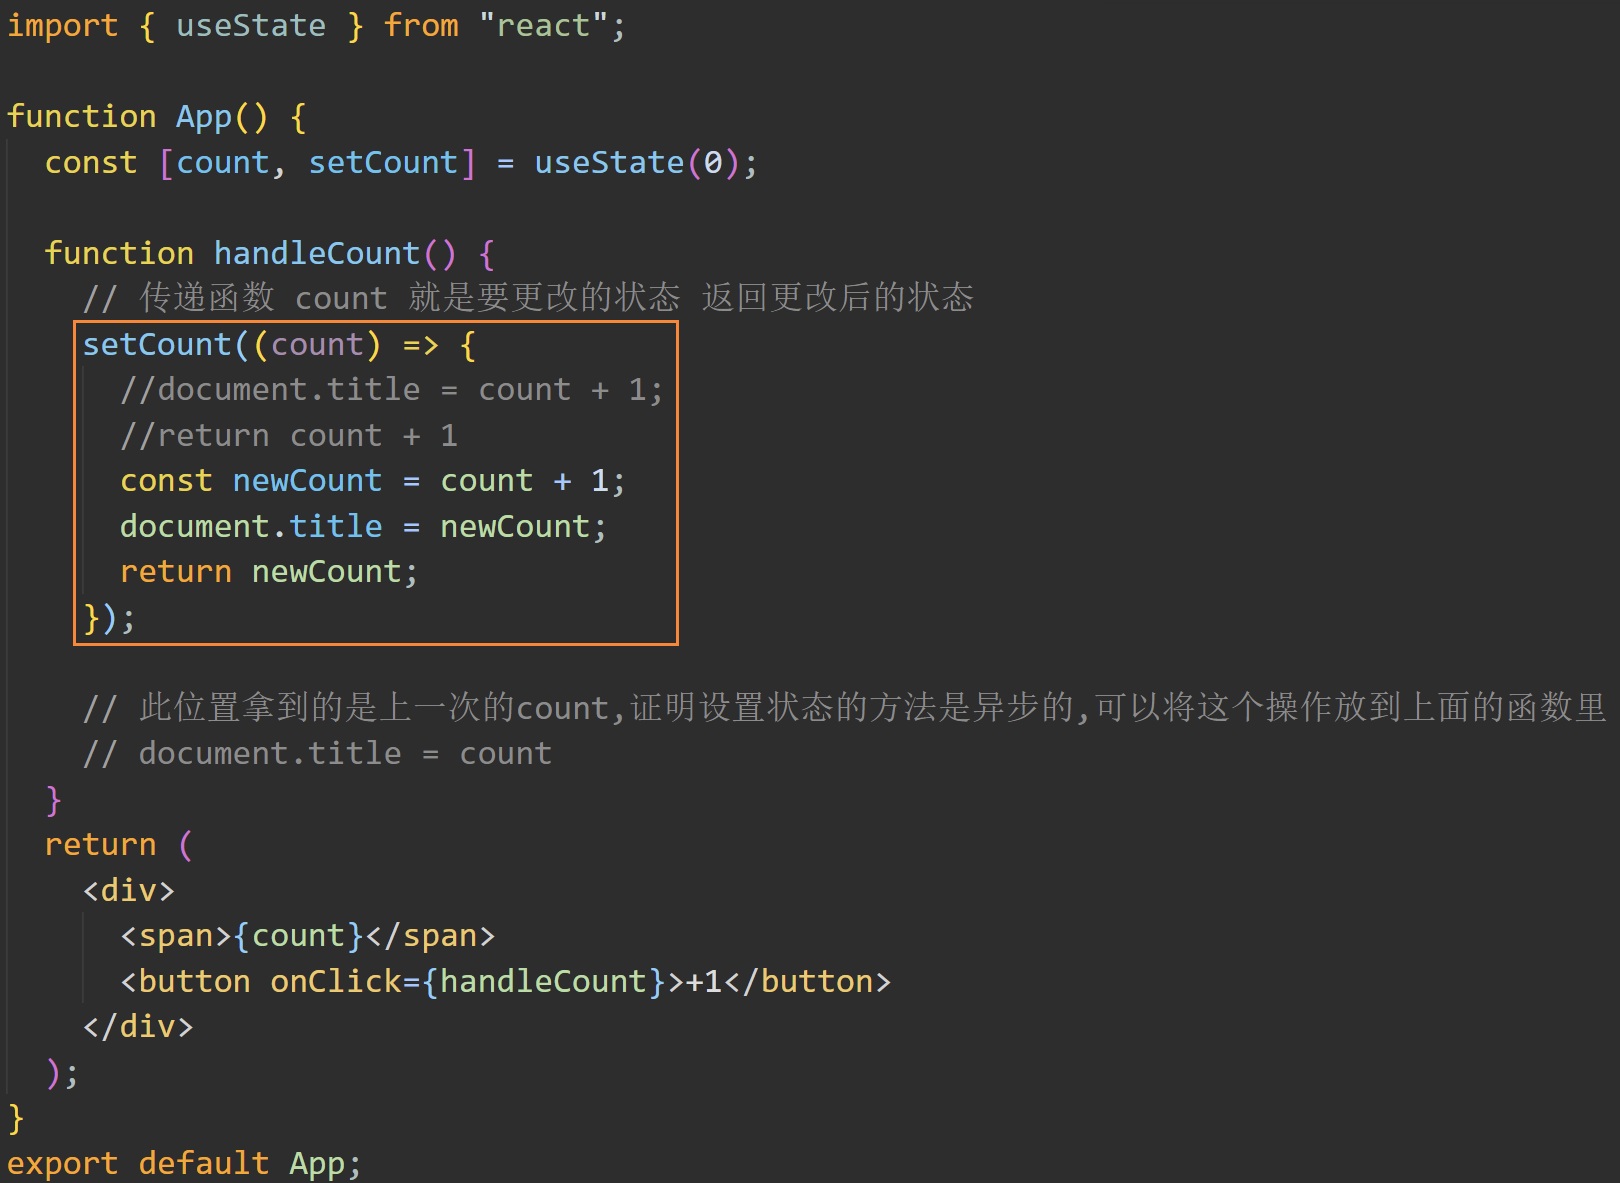 import { useState } from "react";
function App() {
const [count, setCount] = useState(0);
function handleCount() {
// 传递函数 count 就是要更改的状态 返回更改后的状态
setCount((count) => {
//document.title = count + 1;
//return count + 1
const newCount = count + 1;
document.title = newCount;
return newCount;
});
// 此位置拿到的是上一次的count,证明设置状态的方法是异步的,可以将这个操作放到上面的函数里
// document.title = count
}
return (
<div>
<span>{count}</span>
<button onClick={handleCount}>+1</button>
</div>
);
}
export default App;